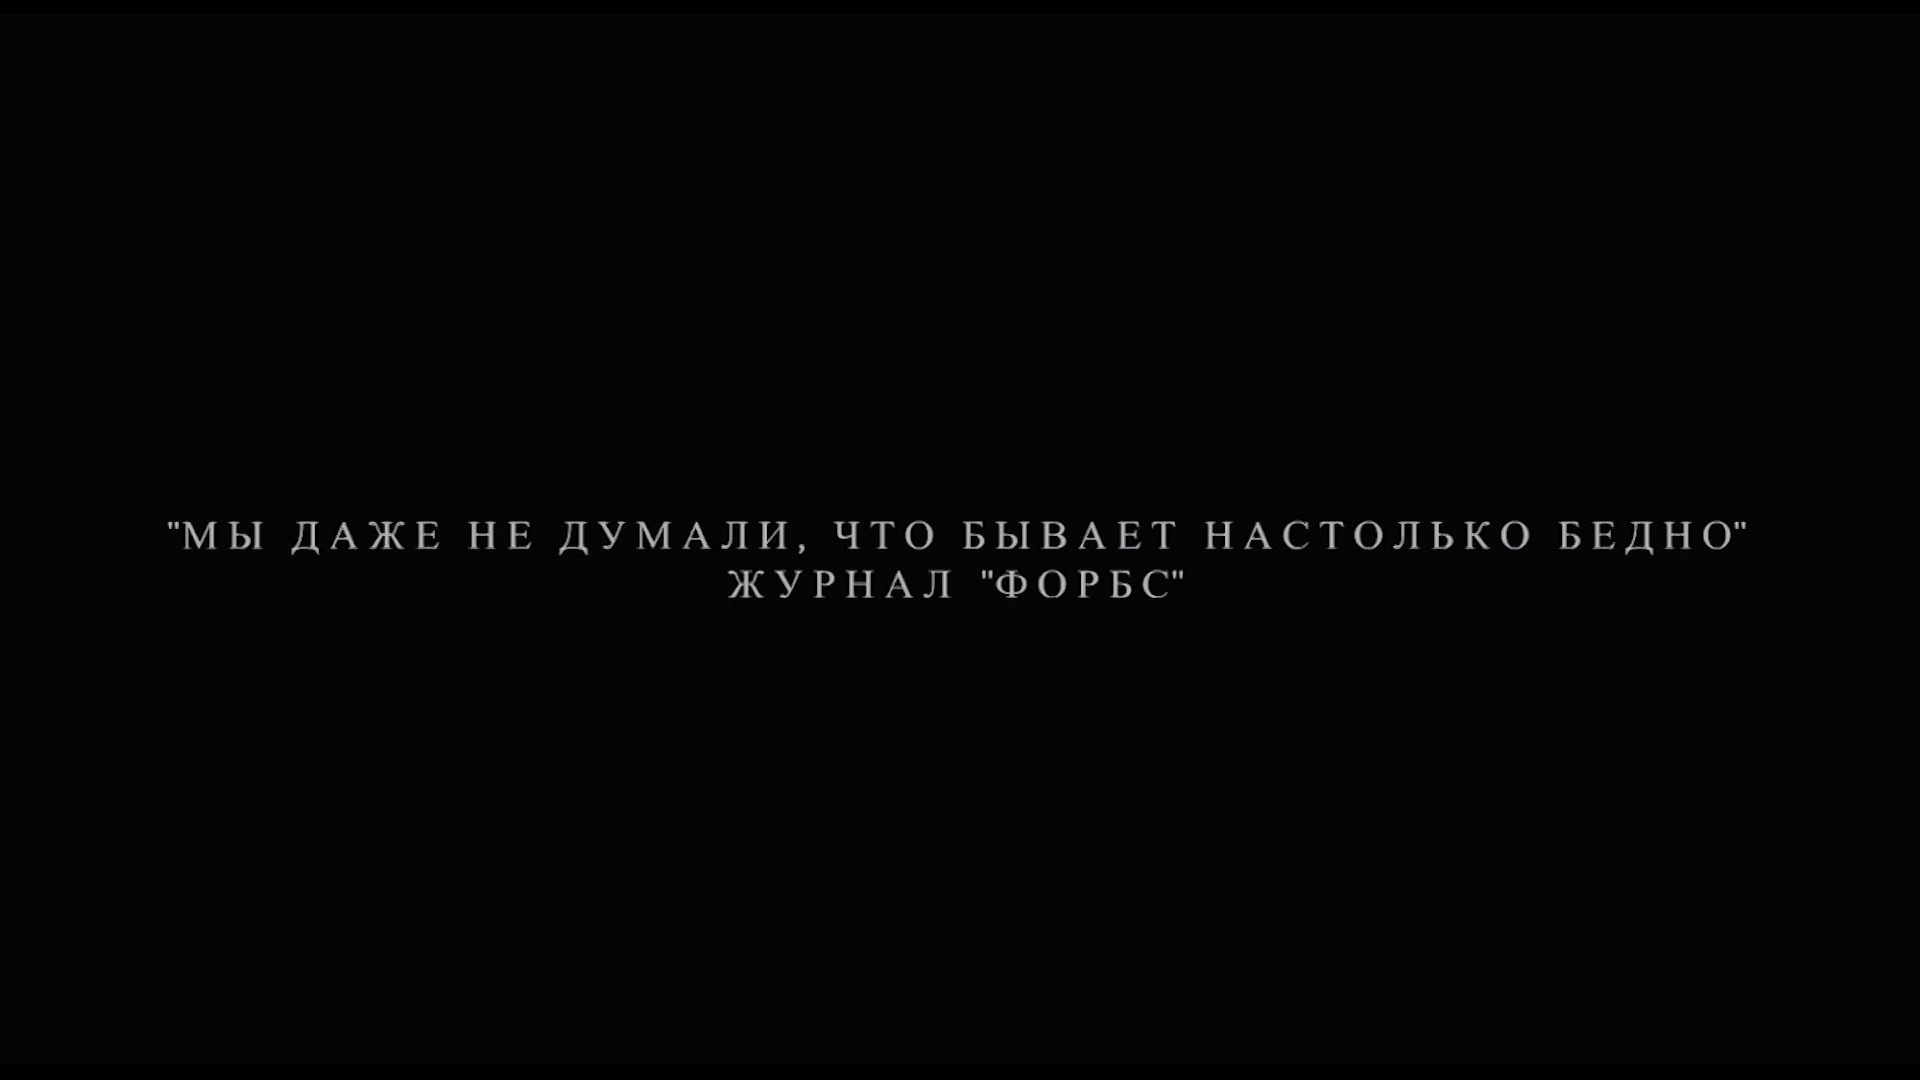 "МЫ ДАЖЕ НЕ ДУМАЛИ, ЧТО БЫВАЕТ НАСТОЛЬКО БЕДНО"
ЖУРНАЛ "ФОРБС"